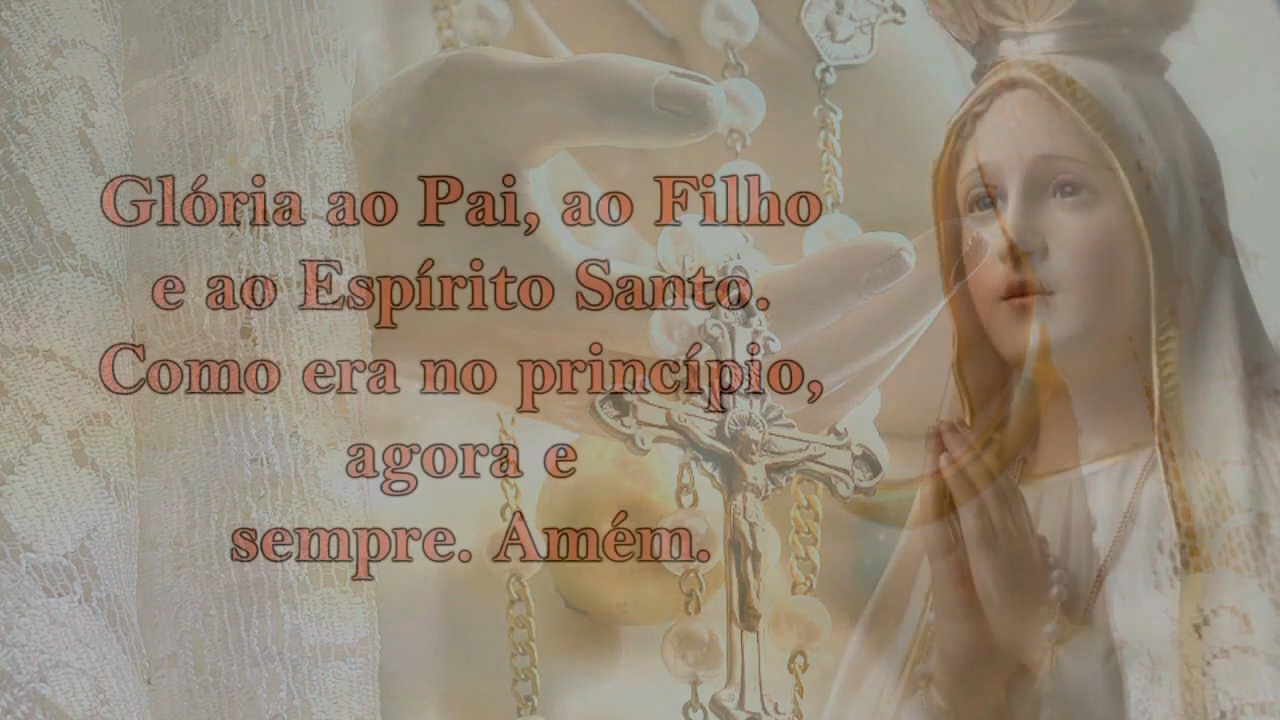 Glória ao Pai, ao Filho
e ao Espírito Santo.
Como era no princípio,
agora e
sempre. Amém.